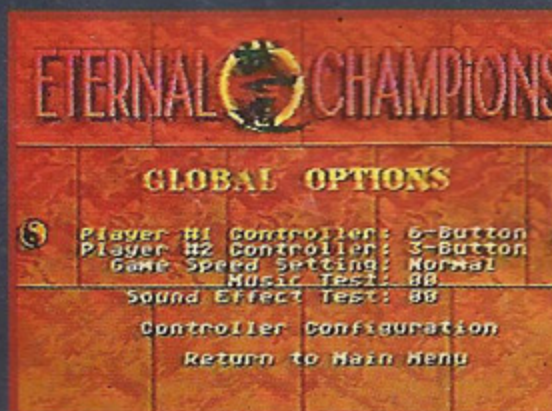 ETERNAL CHAMPIONS
GLOBAL OPTIONS
Player #1 Controller: 6-Button
Player #2 Controller: 3-Button
Game Speed Setting: Normal
Music Test: 00
Sound Effect Test: 00
Controller Configuration
Return to Main Menu